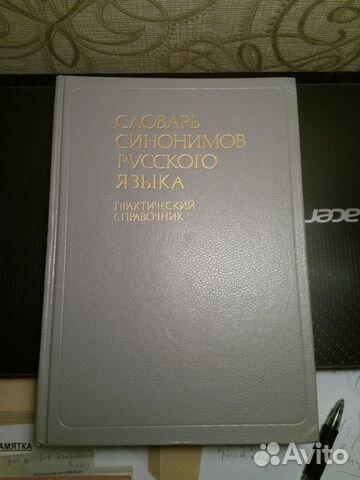 СЛОВАРЬ
СИНОНИМОВ
РУССКОГО
ЯЗЫКА
ПРАКТИЧЕСКИЙ
СПРАВОЧНИК
acer
АМЯТКА
Avito